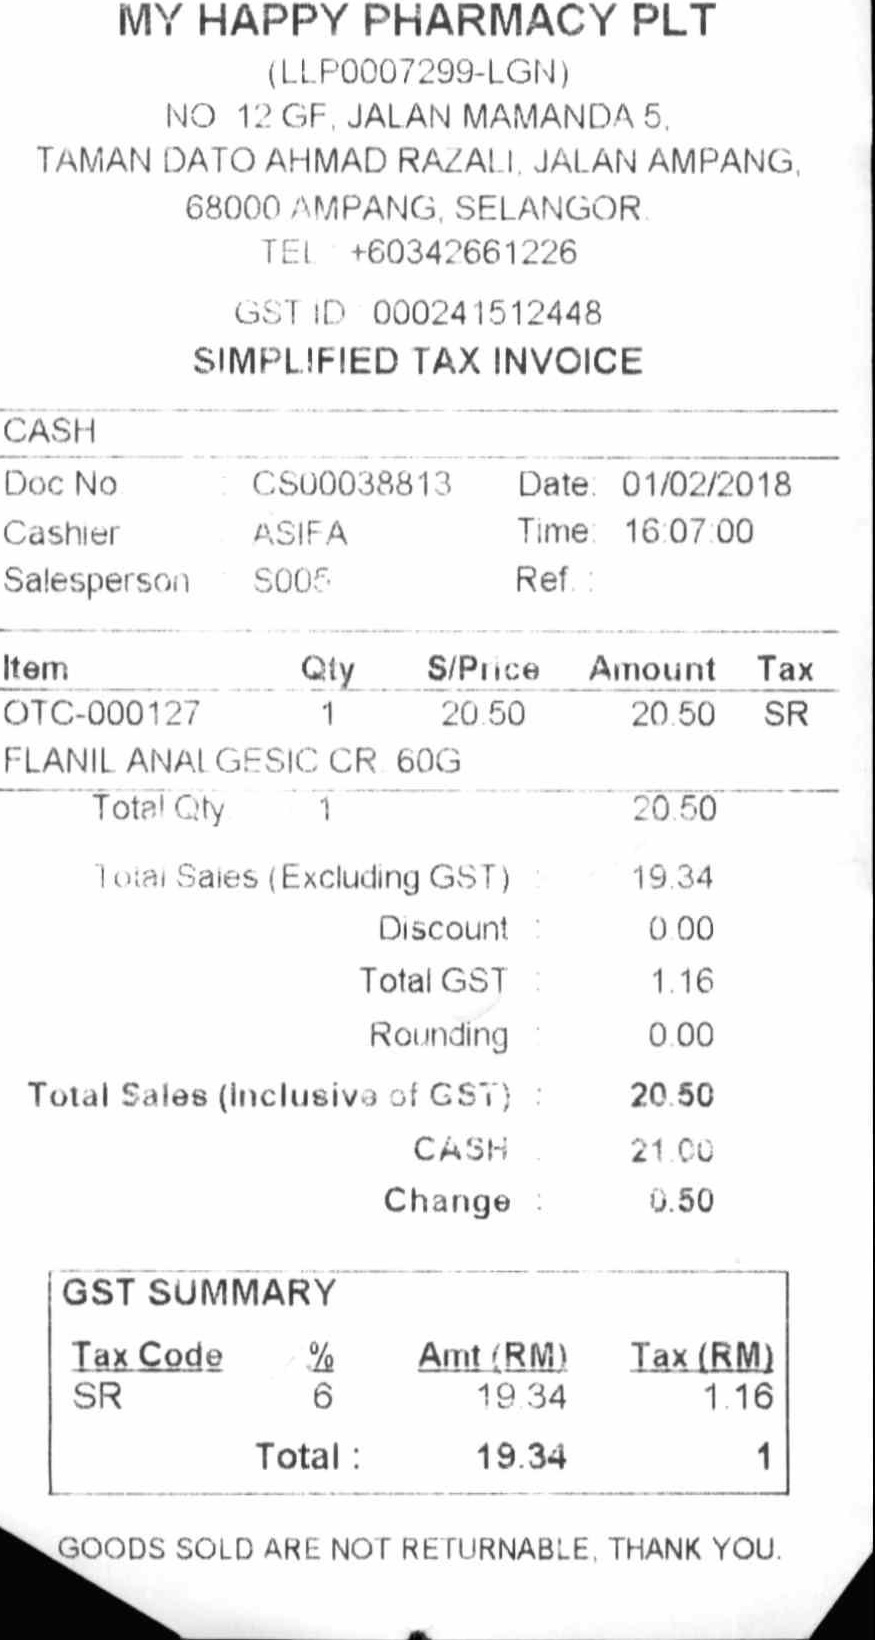 MY HAPPY PHARMACY PLT
(LLP0007299-LGN)
NO 12 GF, JALAN MAMANDA 5,
TAMAN DATO AHMAD RAZALI, JALAN AMPANG,
68000 AMPANG, SELANGOR.
TEL : +60342661226
GST ID 000241512448
SIMPLIFIED TAX INVOICE
CASH
Doc No : CS00038813 Date: 01/02/2018
Cashier ASIFA Time: 16:07:00
Salesperson : S005 Ref. :
Item Qty S/Price Amount Tax
OTC-000127 1 20.50 20.50 SR
FLANIL ANALGESIC CR. 60G
Total Qty 1 20.50
Total Sales (Excluding GST) : 19.34
Discount : 0.00
Total GST : 1.16
Rounding : 0.00
Total Sales (Inclusive of GST) : 20.50
CASH : 21.00
Change : 0.50
GST SUMMARY
Tax Code % Amt (RM) Tax (RM)
SR 6 19.34 1.16
Total : 19.34 1
GOODS SOLD ARE NOT RETURNABLE, THANK YOU.